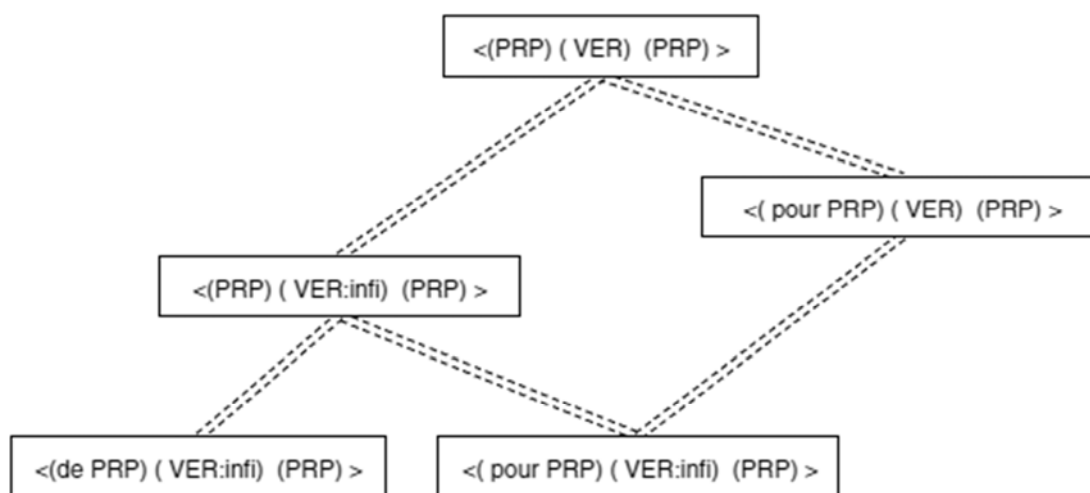 <(PRP) ( VER) (PRP) >
<( pour PRP) ( VER) (PRP) >
<(PRP) ( VER:infi) (PRP) >
<(de PRP) ( VER:infi) (PRP) >
<( pour PRP) ( VER:infi) (PRP) >